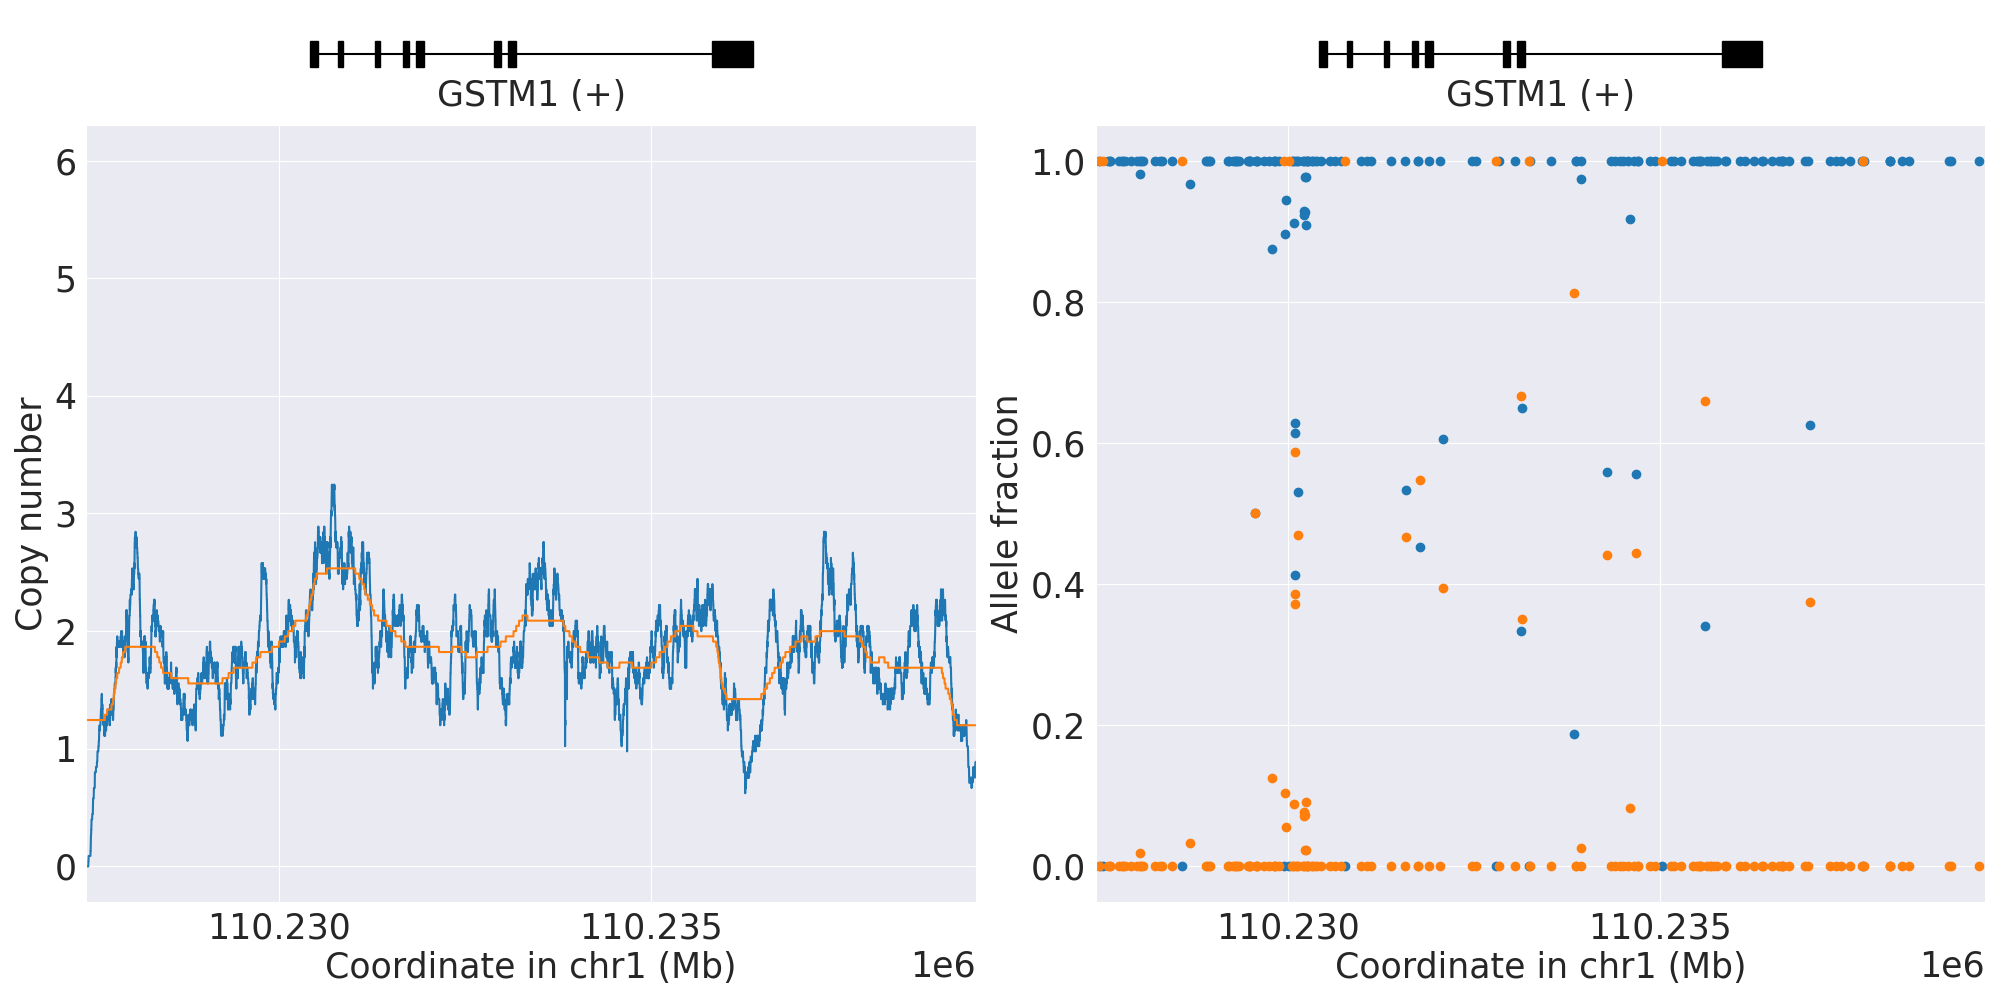 GSTM1 (+)
6
5
4
3
2
1
0
Copy number
110.230
110.235
Coordinate in chr1 (Mb)
1e6
GSTM1 (+)
1.0
0.8
0.6
0.4
0.2
0.0
Allele fraction
110.230
110.235
Coordinate in chr1 (Mb)
1e6